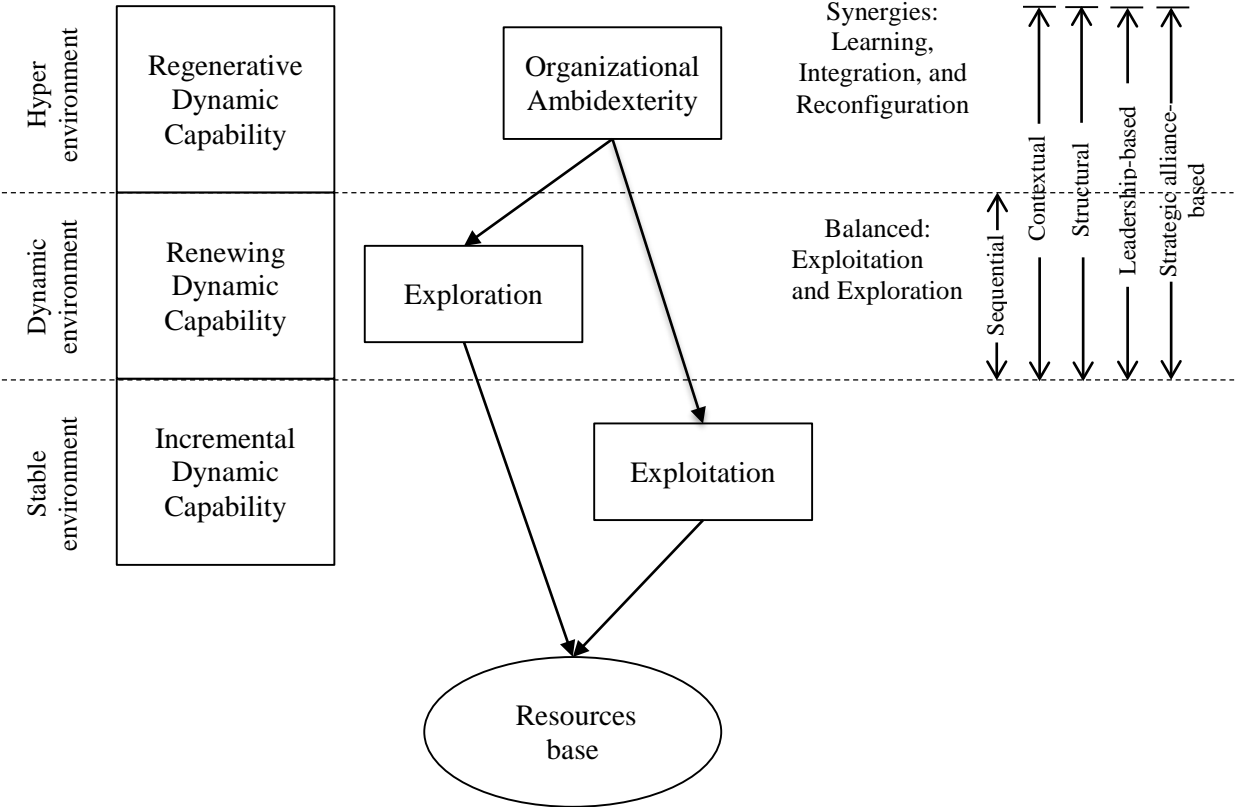 Hyper
environment
Regenerative
Dynamic
Capability
Organizational
Ambidexterity
Synergies:
Learning,
Integration, and
Reconfiguration
Dynamic
environment
Renewing
Dynamic
Capability
Exploration
Balanced:
Exploitation
and Exploration
Sequential
Contextual
Structural
Leadership-based
Strategic alliance-
based
Stable
environment
Incremental
Dynamic
Capability
Exploitation
Resources
base